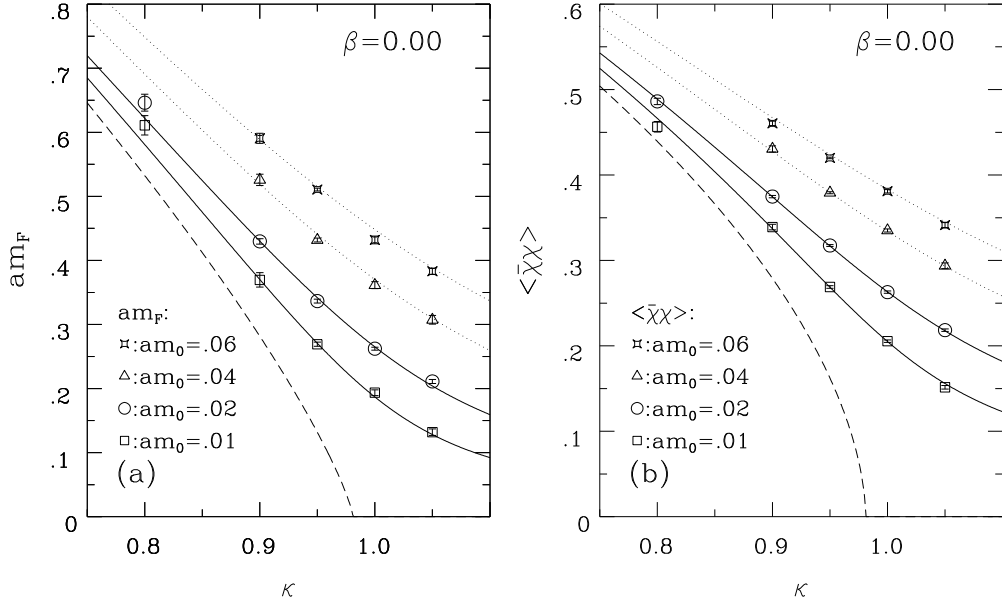 β=0.00
.8
.7
.6
.5
.4
.3
.2
.1
0
am_F
am_F:
¤:am_0=.06
△:am_0=.04
○:am_0=.02
□:am_0=.01
(a)
0.8 0.9 1.0
κ
β=0.00
.6
.5
.4
.3
.2
.1
0
<χ̄χ>
<χ̄χ>:
¤:am_0=.06
△:am_0=.04
○:am_0=.02
□:am_0=.01
(b)
0.8 0.9 1.0
κ